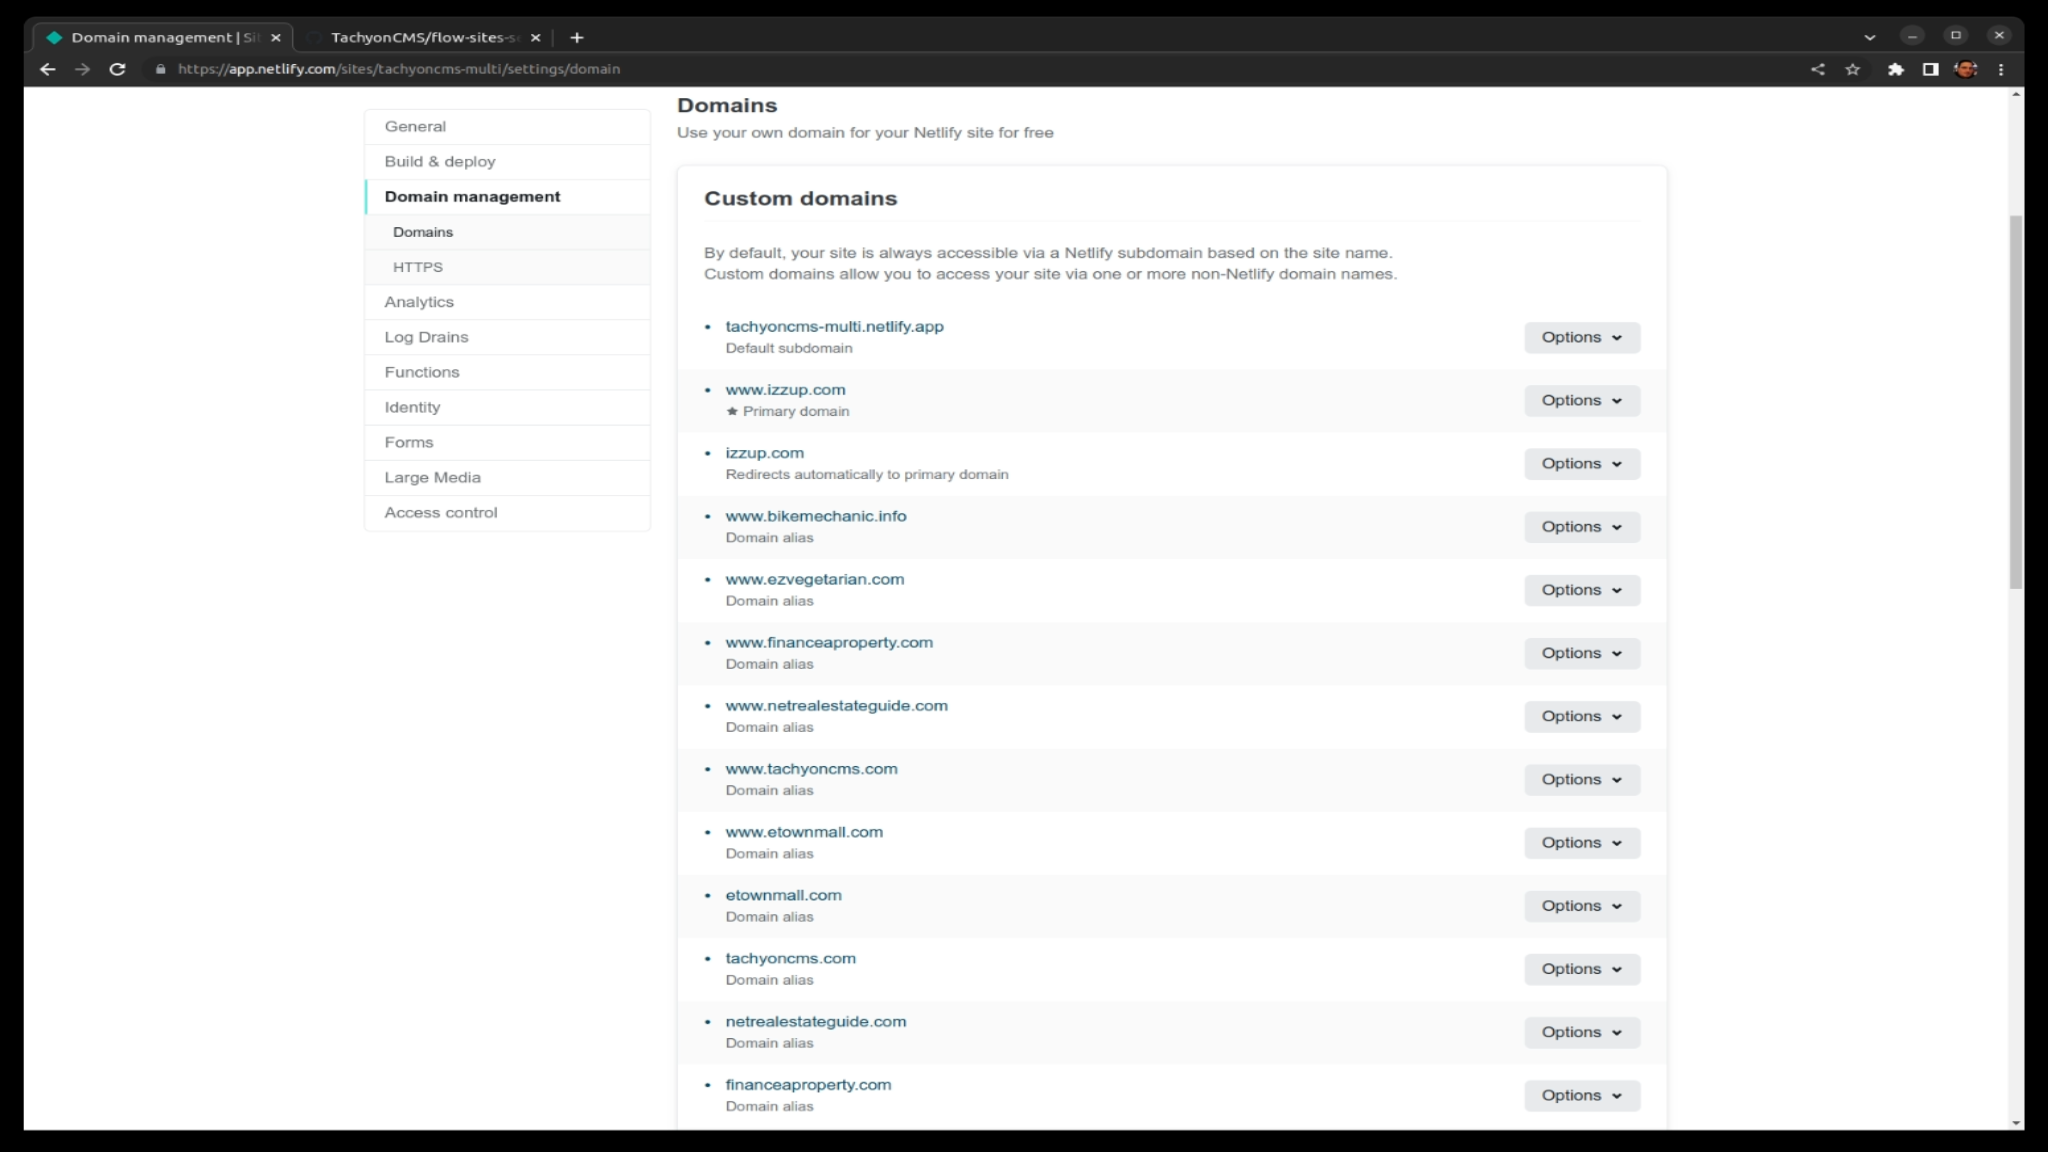 Domain management | Si
TachyonCMS/flow-sites-s
https://app.netlify.com/sites/tachyoncms-multi/settings/domain
General
Build & deploy
Domain management
Domains
HTTPS
Analytics
Log Drains
Functions
Identity
Forms
Large Media
Access control
Domains
Use your own domain for your Netlify site for free
Custom domains
By default, your site is always accessible via a Netlify subdomain based on the site name.
Custom domains allow you to access your site via one or more non-Netlify domain names.
• tachyoncms-multi.netlify.app
Default subdomain
Options
• www.izzup.com
★ Primary domain
Options
• izzup.com
Redirects automatically to primary domain
Options
• www.bikemechanic.info
Domain alias
Options
• www.ezvegetarian.com
Domain alias
Options
• www.financeaproperty.com
Domain alias
Options
• www.netrealestateguide.com
Domain alias
Options
• www.tachyoncms.com
Domain alias
Options
• www.etownmall.com
Domain alias
Options
• etownmall.com
Domain alias
Options
• tachyoncms.com
Domain alias
Options
• netrealestateguide.com
Domain alias
Options
• financeaproperty.com
Domain alias
Options